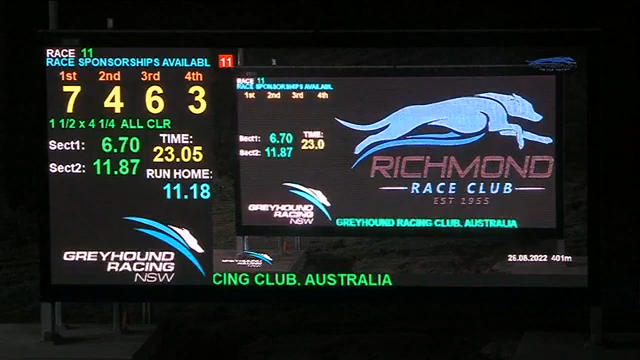 RACE 11
RACE SPONSORSHIPS AVAILABL
11
1st 2nd 3rd 4th
7 4 6 3
1 1/2 x 4 1/4 ALL CLR
Sect1: 6.70
TIME:
23.05
Sect2: 11.87
RUN HOME:
11.18
GREYHOUND
RACING
NSW
RACE 11
RACE SPONSORSHIPS AVAILABL
1st 2nd 3rd 4th
Sect1: 6.70
TIME:
23.0
Sect2: 11.87
GREYHOUND
RACING
NSW
RICHMOND
RACE CLUB
EST 1955
GREYHOUND RACING CLUB, AUSTRALIA
26.08.2022 401m
CING CLUB, AUSTRALIA